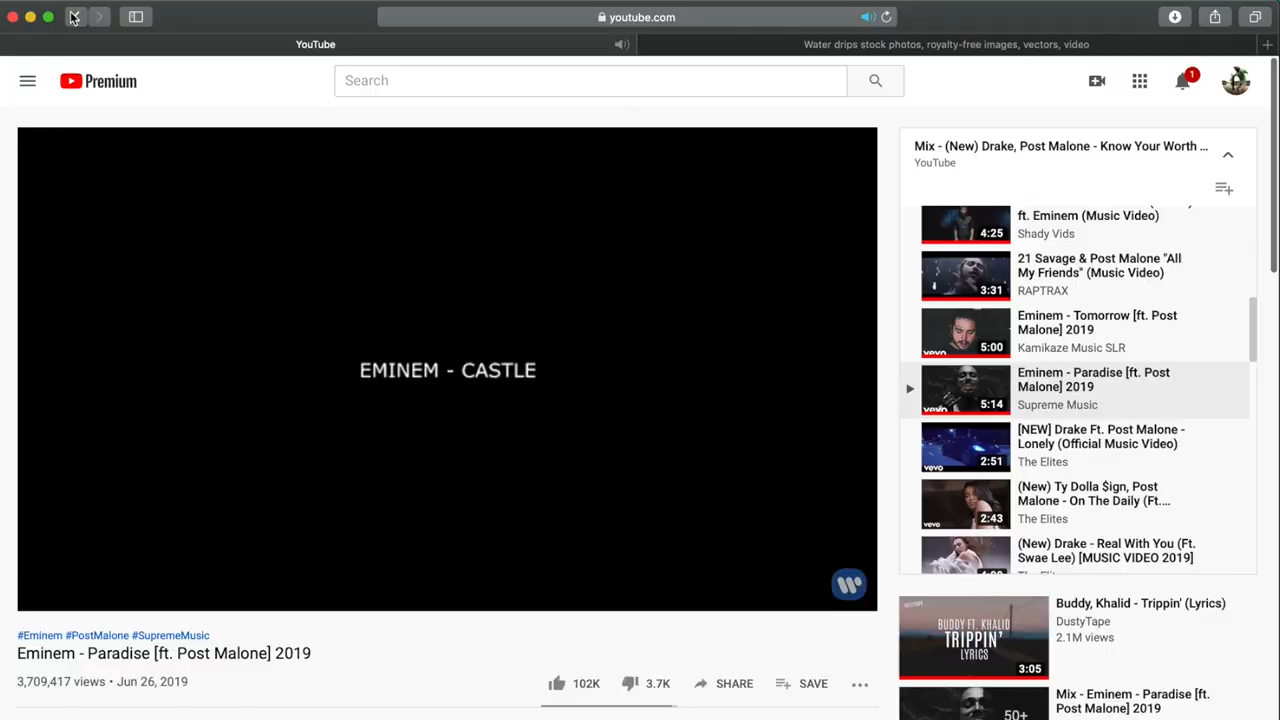 youtube.com
YouTube
Water drips stock photos, royalty-free images, vectors, video
Premium
Search
1
EMINEM - CASTLE
#Eminem #PostMalone #SupremeMusic
Eminem - Paradise [ft. Post Malone] 2019
3,709,417 views • Jun 26, 2019
102K
3.7K
SHARE
SAVE
Mix - (New) Drake, Post Malone - Know Your Worth ...
YouTube
ft. Eminem (Music Video)
Shady Vids
4:25
21 Savage & Post Malone "All
My Friends" (Music Video)
RAPTRAX
3:31
Eminem - Tomorrow [ft. Post
Malone] 2019
Kamikaze Music SLR
vevo
5:00
Eminem - Paradise [ft. Post
Malone] 2019
Supreme Music
vevo
5:14
[NEW] Drake Ft. Post Malone -
Lonely (Official Music Video)
The Elites
vevo
2:51
(New) Ty Dolla $ign, Post
Malone - On The Daily (Ft....
The Elites
vevo
2:43
(New) Drake - Real With You (Ft.
Swae Lee) [MUSIC VIDEO 2019]
Buddy, Khalid - Trippin' (Lyrics)
DustyTape
2.1M views
BUDDY FT. KHALID
TRIPPIN'
LYRICS
3:05
Mix - Eminem - Paradise [ft.
Post Malone] 2019
50+